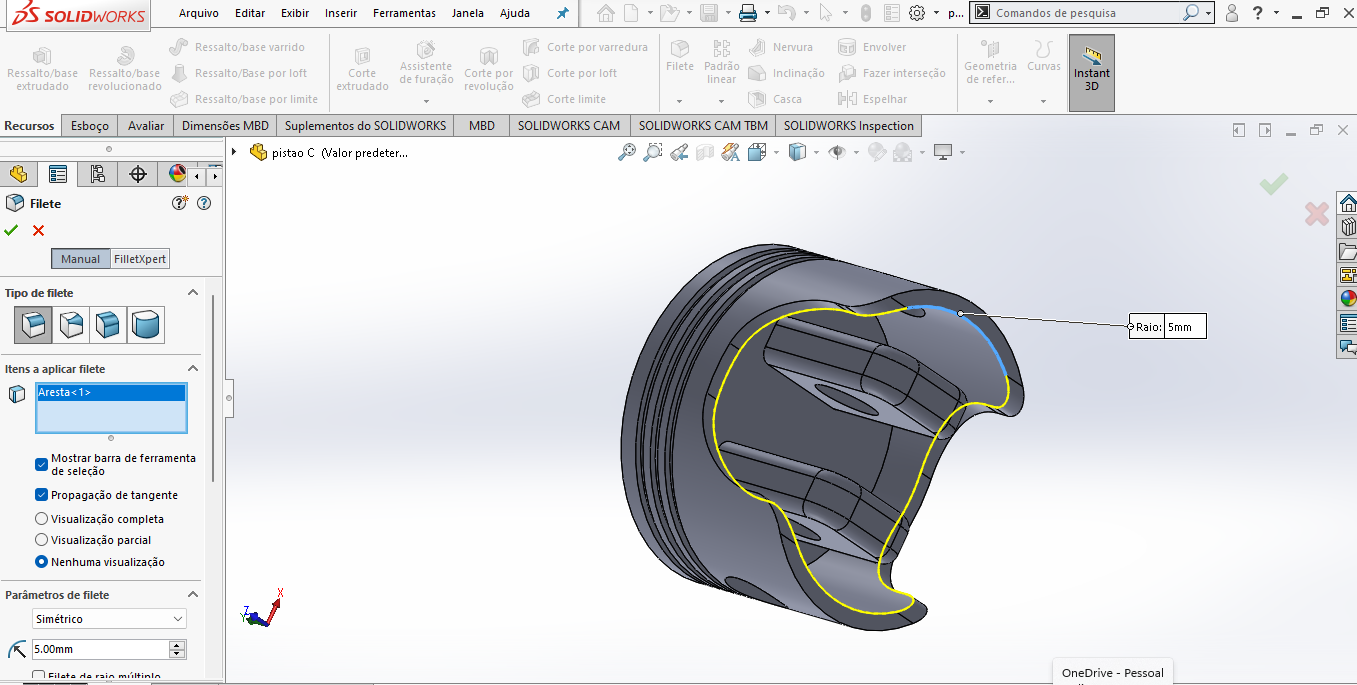 SOLIDWORKS
Arquivo Editar Exibir Inserir Ferramentas Janela Ajuda
p...
Comandos de pesquisa
?
Ressalto/base
extrudado
Ressalto/base
revolucionado
Ressalto/base varrido
Ressalto/Base por loft
Ressalto/base por limite
Corte
extrudado
Assistente
de furação
Corte por
revolução
Corte por varredura
Corte por loft
Corte limite
Filete
Padrão
linear
Nervura
Inclinação
Casca
Envolver
Fazer interseção
Espelhar
Geometria
de refer...
Curvas
Instant
3D
Recursos Esboço Avaliar Dimensões MBD Suplementos do SOLIDWORKS MBD SOLIDWORKS CAM SOLIDWORKS CAM TBM SOLIDWORKS Inspection
pistao C (Valor predeter...
Filete
Manual FilletXpert
Tipo de filete
Itens a aplicar filete
Aresta<1>
Mostrar barra de ferramenta
de seleção
Propagação de tangente
Visualização completa
Visualização parcial
Nenhuma visualização
Parâmetros de filete
Simétrico
5.00mm
Filete de raio múltiplo
Raio: 5mm
X
Z
Y
OneDrive - Pessoal